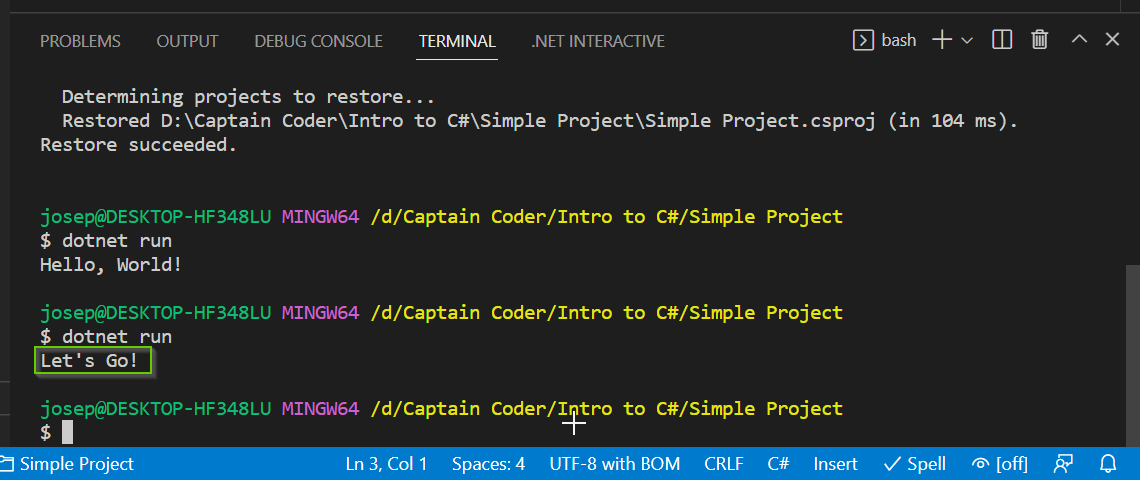 PROBLEMS OUTPUT DEBUG CONSOLE TERMINAL .NET INTERACTIVE bash
Determining projects to restore...
Restored D:\Captain Coder\Intro to C#\Simple Project\Simple Project.csproj (in 104 ms).
Restore succeeded.
josep@DESKTOP-HF348LU MINGW64 /d/Captain Coder/Intro to C#/Simple Project
$ dotnet run
Hello, World!
josep@DESKTOP-HF348LU MINGW64 /d/Captain Coder/Intro to C#/Simple Project
$ dotnet run
Let's Go!
josep@DESKTOP-HF348LU MINGW64 /d/Captain Coder/Intro to C#/Simple Project
$
Simple Project Ln 3, Col 1 Spaces: 4 UTF-8 with BOM CRLF C# Insert Spell [off]